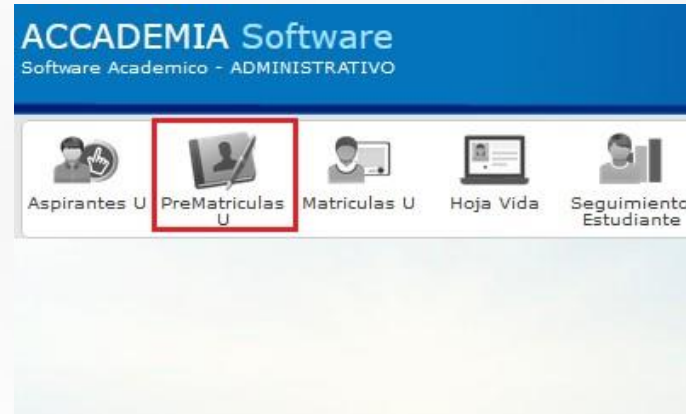 ACCADEMIA Software
Software Academico - ADMINISTRATIVO
Aspirantes U
PreMatriculas
U
Matriculas U
Hoja Vida
Seguimiento
Estudiante